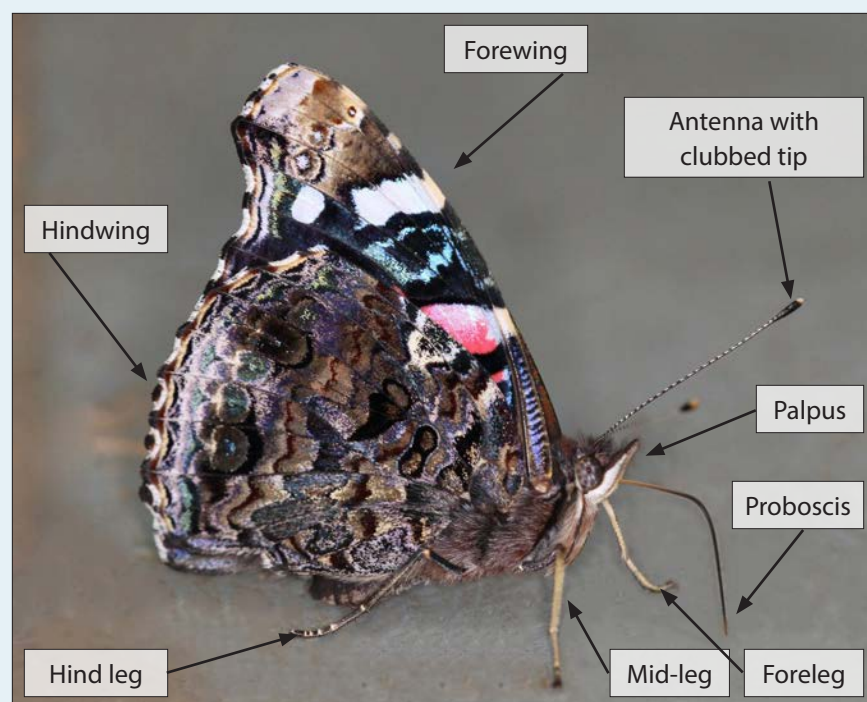 Forewing
Antenna with
clubbed tip
Hindwing
Palpus
Proboscis
Hind leg
Mid-leg
Foreleg